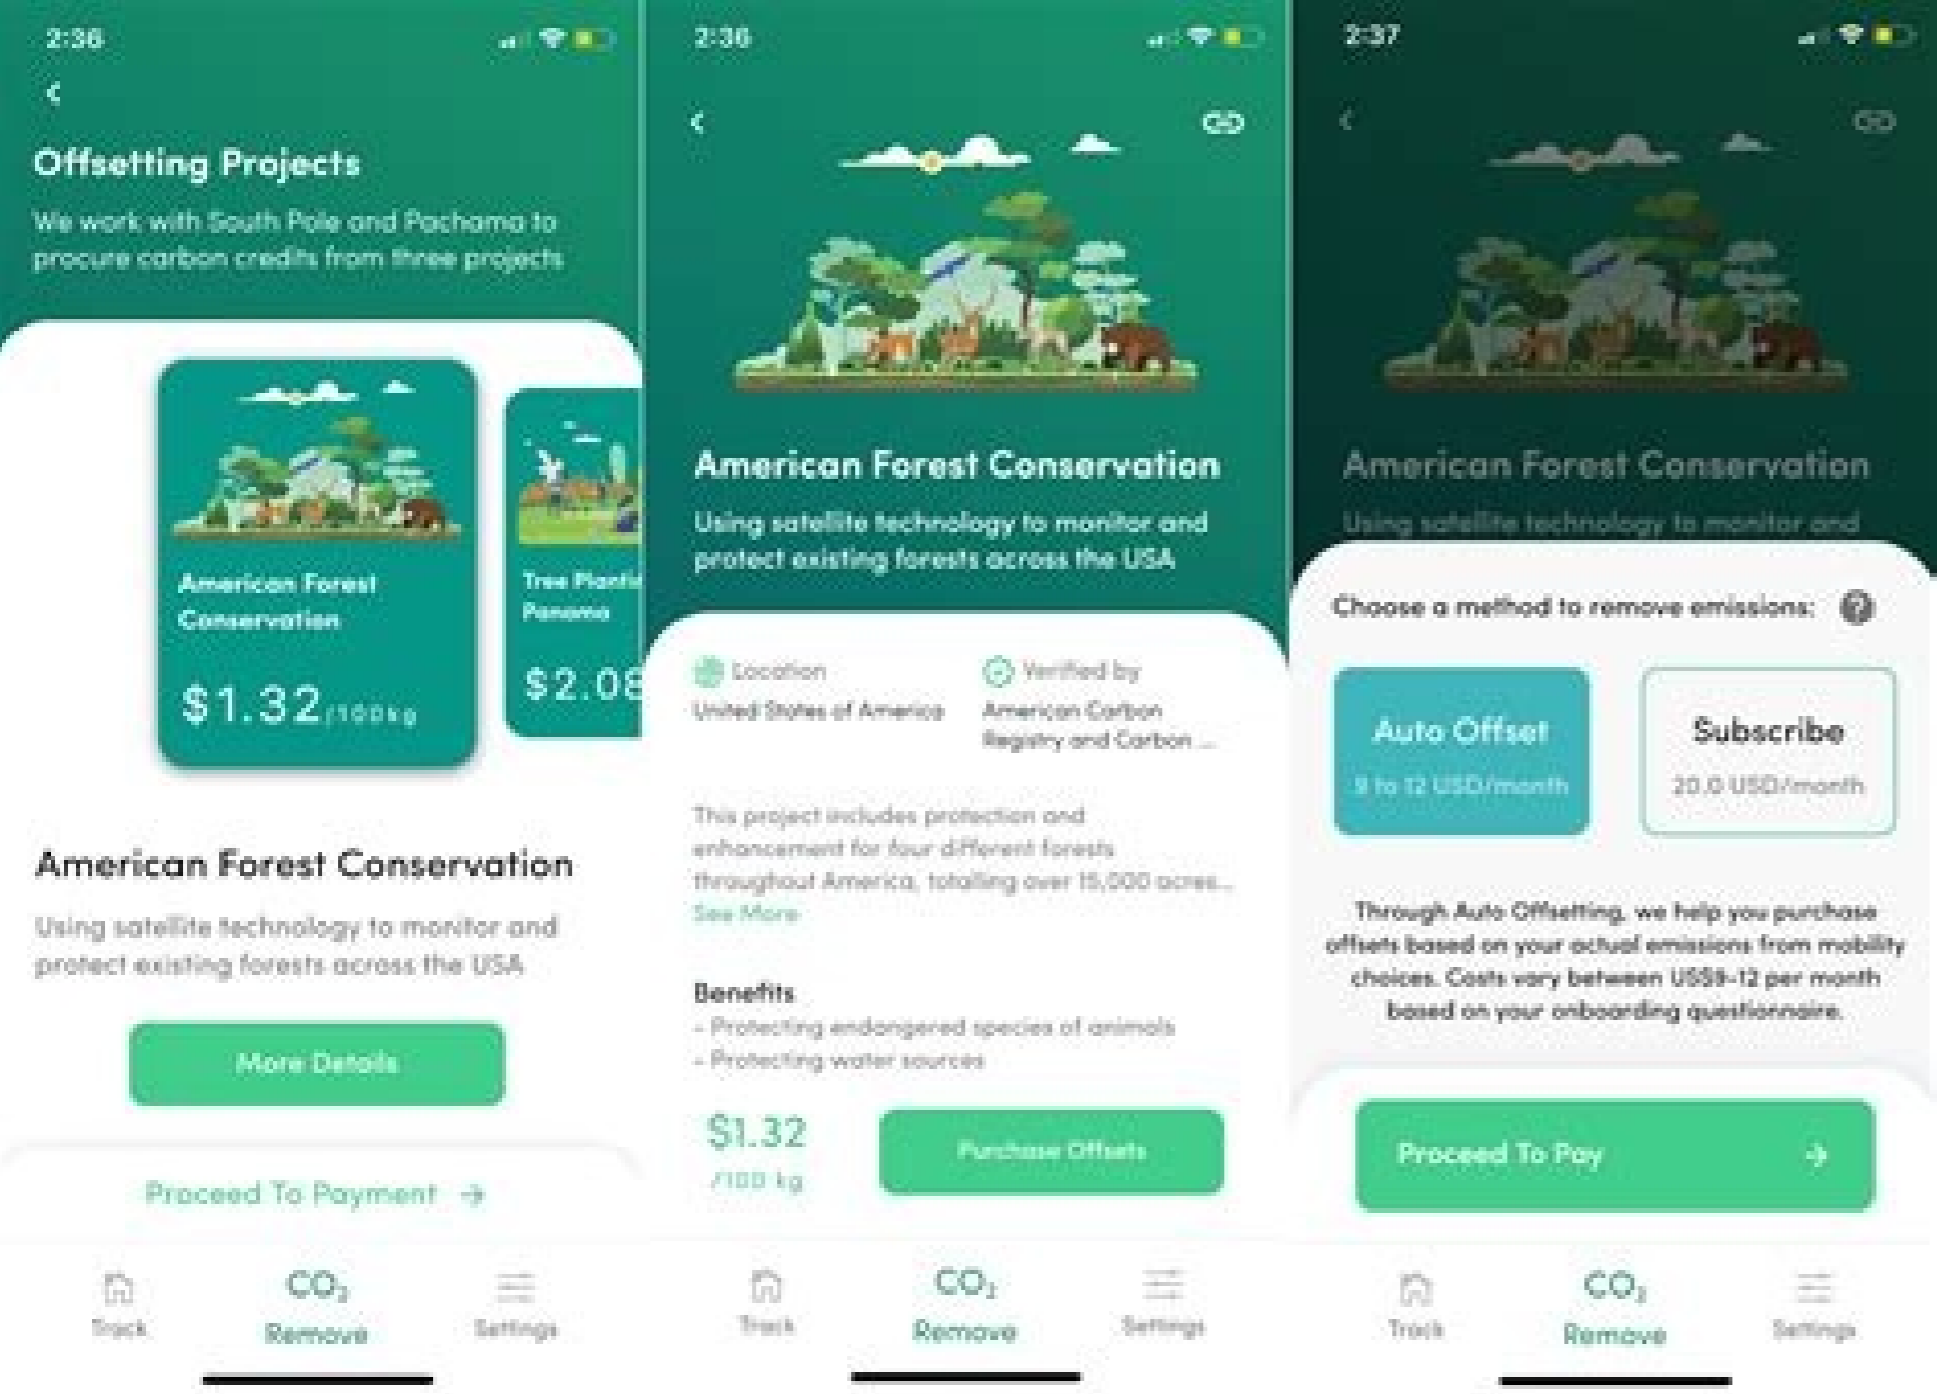 2:36
Offsetting Projects
We work with South Pole and Pachama to
procure carbon credits from three projects
American Forest
Conservation
$1.32/100kg
Tree Planti
Panama
$2.08
American Forest Conservation
Using satellite technology to monitor and
protect existing forests across the USA
More Details
Proceed To Payment →
Track
CO₂
Remove
Settings
2:36
American Forest Conservation
Using satellite technology to monitor and
protect existing forests across the USA
Location
United States of America
Verified by
American Carbon
Registry and Carbon ...
This project includes protection and
enhancement for four different forests
throughout America, totalling over 15,000 acres...
See More
Benefits
- Protecting endangered species of animals
- Protecting water sources
$1.32
/100 kg
Purchase Offsets
Track
CO₂
Remove
Settings
2:37
American Forest Conservation
Using satellite technology to monitor and
Choose a method to remove emissions: ?
Auto Offset
9 to 12 USD/month
Subscribe
20.0 USD/month
Through Auto Offsetting, we help you purchase
offsets based on your actual emissions from mobility
choices. Costs vary between US$9-12 per month
based on your onboarding questionnaire.
Proceed To Pay →
Track
CO₂
Remove
Settings